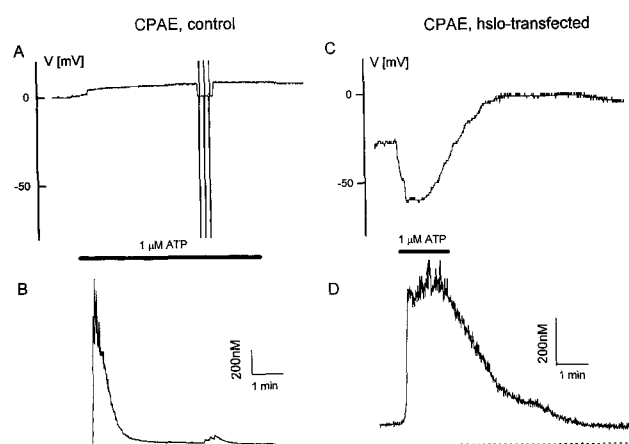 CPAE, control
CPAE, hslo-transfected
A
V [mV]
0
-50
C
V [mV]
0
-50
1 µM ATP
1 µM ATP
B
200nM
1 min
D
200nM
1 min